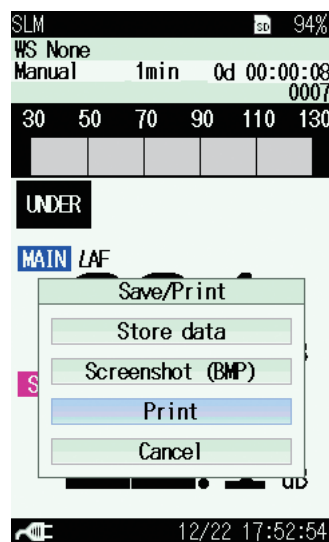 SLM SD 94%
WS None
Manual 1min 0d 00:00:08
0007
30 50 70 90 110 130
UNDER
MAIN LAF
Save/Print
Store data
Screenshot (BMP)
Print
Cancel
S
dB
12/22 17:52:54